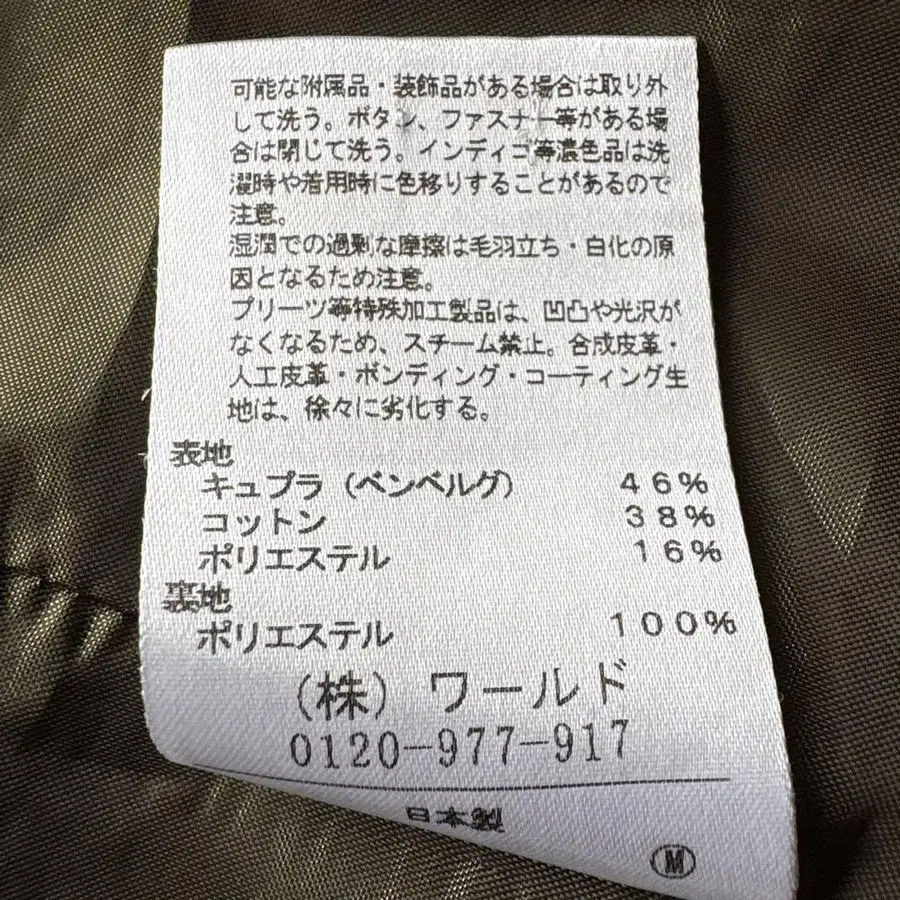 可能な附属品・装飾品がある場合は取り外
して洗う。ボタン、ファスナー等がある場
合は閉じて洗う。インディゴ等濃色品は洗
濯時や着用時に色移りすることがあるので
注意。
湿潤での過剰な摩擦は毛羽立ち・白化の原
因となるため注意。
プリーツ等特殊加工製品は、凹凸や光沢が
なくなるため、スチーム禁止。合成皮革・
人工皮革・ボンディング・コーティング生
地は、徐々に劣化する。
表地
キュプラ（ベンベルグ） 46%
コットン 38%
ポリエステル 16%
裏地
ポリエステル 100%
（株）ワールド
0120-977-917
日本製
M